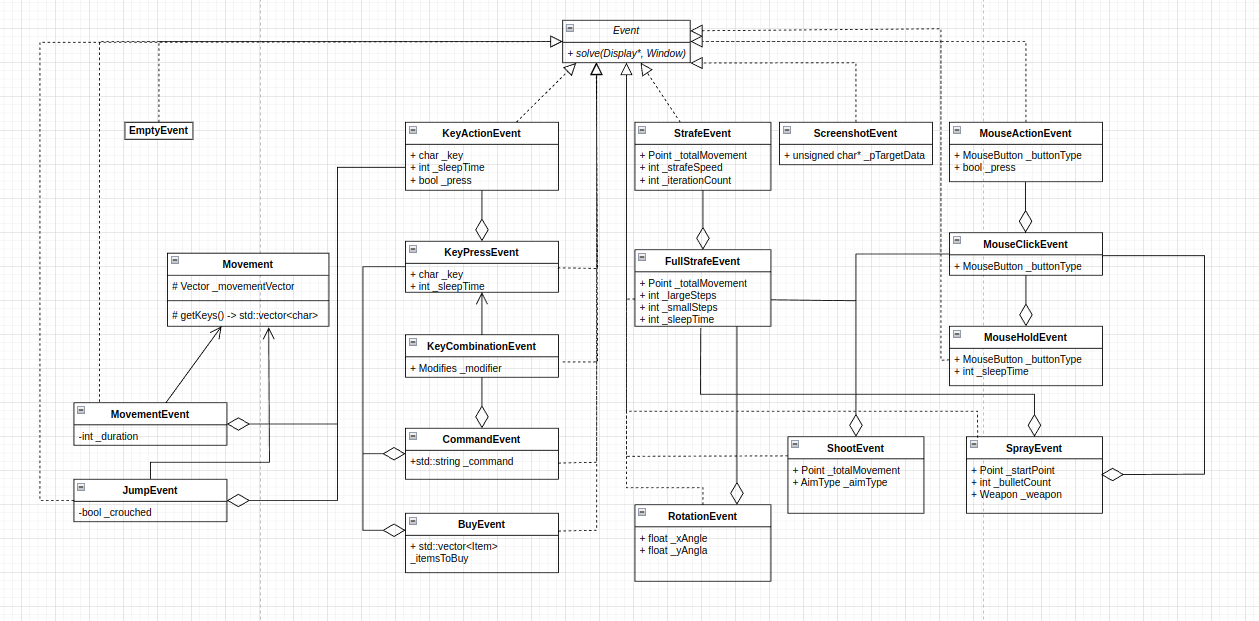 Event
+ solve(Display*, Window)
EmptyEvent
KeyActionEvent
+ char _key
+ int _sleepTime
+ bool _press
StrafeEvent
+ Point _totalMovement
+ int _strafeSpeed
+ int _iterationCount
ScreenshotEvent
+ unsigned char* _pTargetData
MouseActionEvent
+ MouseButton _buttonType
+ bool _press
Movement
# Vector _movementVector
# getKeys() -> std::vector<char>
KeyPressEvent
+ char _key
+ int _sleepTime
FullStrafeEvent
+ Point _totalMovement
+ int _largeSteps
+ int _smallSteps
+ int _sleepTime
MouseClickEvent
+ MouseButton _buttonType
KeyCombinationEvent
+ Modifies _modifier
MouseHoldEvent
+ MouseButton _buttonType
+ int _sleepTime
MovementEvent
-int _duration
CommandEvent
+std::string _command
ShootEvent
+ Point _totalMovement
+ AimType _aimType
SprayEvent
+ Point _startPoint
+ int _bulletCount
+ Weapon _weapon
JumpEvent
-bool _crouched
BuyEvent
+ std::vector<Item>
_itemsToBuy
RotationEvent
+ float _xAngle
+ float _yAngla